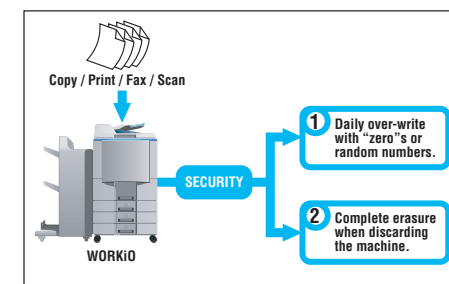 Copy / Print / Fax / Scan
1 Daily over-write
with “zero”s or
random numbers.
SECURITY
2 Complete erasure
when discarding
the machine.
WORKiO